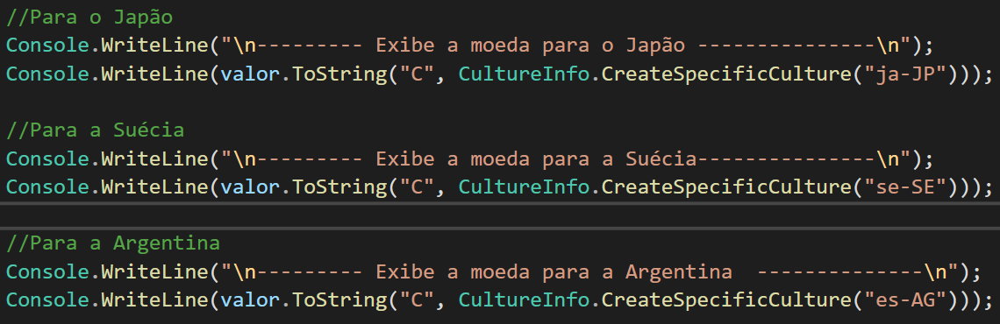 //Para o Japão
Console.WriteLine("\n--------- Exibe a moeda para o Japão ---------------\n");
Console.WriteLine(valor.ToString("C", CultureInfo.CreateSpecificCulture("ja-JP")));
//Para a Suécia
Console.WriteLine("\n--------- Exibe a moeda para a Suécia---------------\n");
Console.WriteLine(valor.ToString("C", CultureInfo.CreateSpecificCulture("se-SE")));
//Para a Argentina
Console.WriteLine("\n--------- Exibe a moeda para a Argentina  --------------\n");
Console.WriteLine(valor.ToString("C", CultureInfo.CreateSpecificCulture("es-AG")));